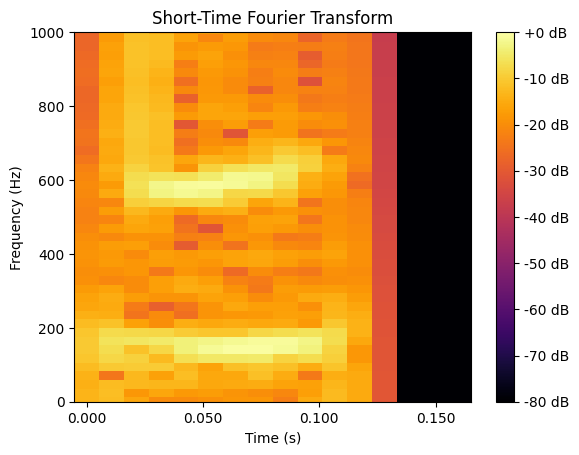 Short-Time Fourier Transform
1000
800
600
400
200
0
Frequency (Hz)
0.000
0.050
0.100
0.150
Time (s)
+0 dB
-10 dB
-20 dB
-30 dB
-40 dB
-50 dB
-60 dB
-70 dB
-80 dB